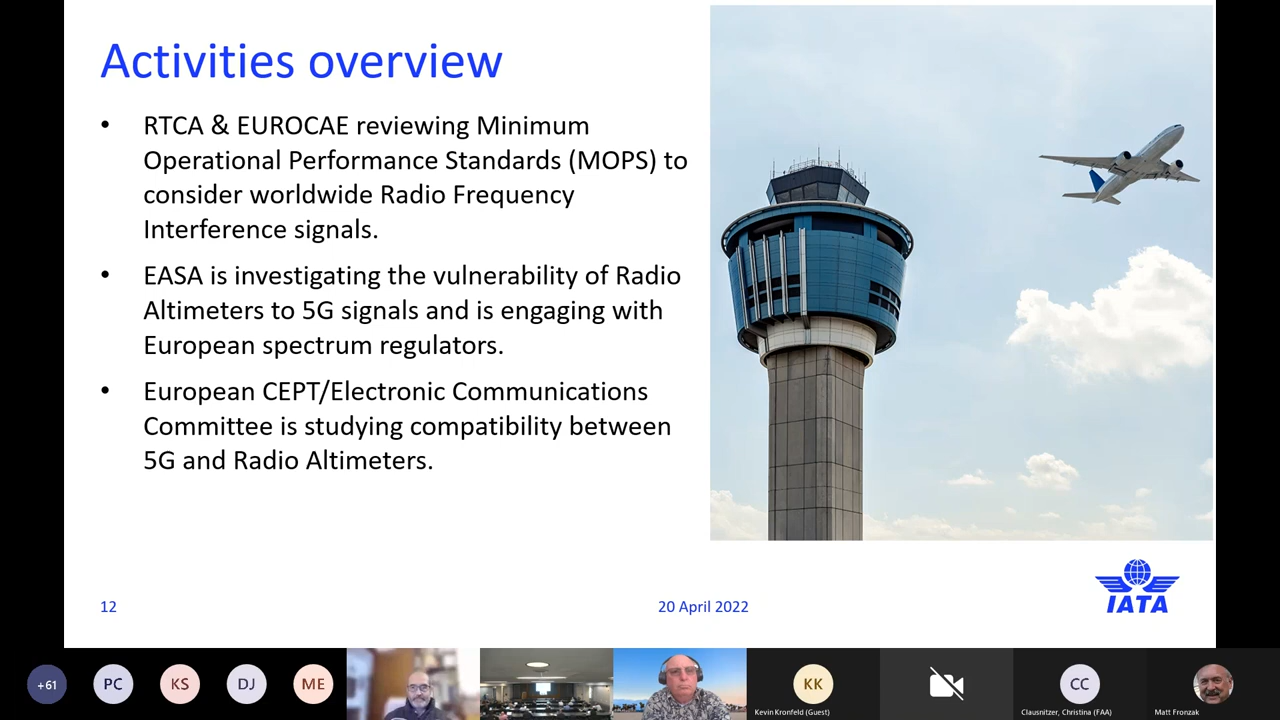 Activities overview
• RTCA & EUROCAE reviewing Minimum
Operational Performance Standards (MOPS) to
consider worldwide Radio Frequency
Interference signals.
• EASA is investigating the vulnerability of Radio
Altimeters to 5G signals and is engaging with
European spectrum regulators.
• European CEPT/Electronic Communications
Committee is studying compatibility between
5G and Radio Altimeters.
12
20 April 2022
IATA
+61
PC
KS
DJ
ME
KK
Kevin Kronfeld (Guest)
CC
Clausnitzer, Christina (FAA)
Matt Fronzak